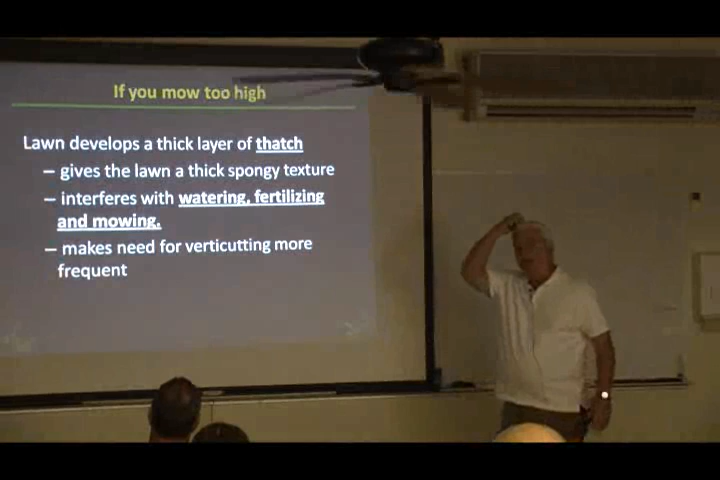 If you mow too high
Lawn develops a thick layer of thatch
– gives the lawn a thick spongy texture
– interferes with watering, fertilizing
and mowing.
– makes need for verticutting more
frequent